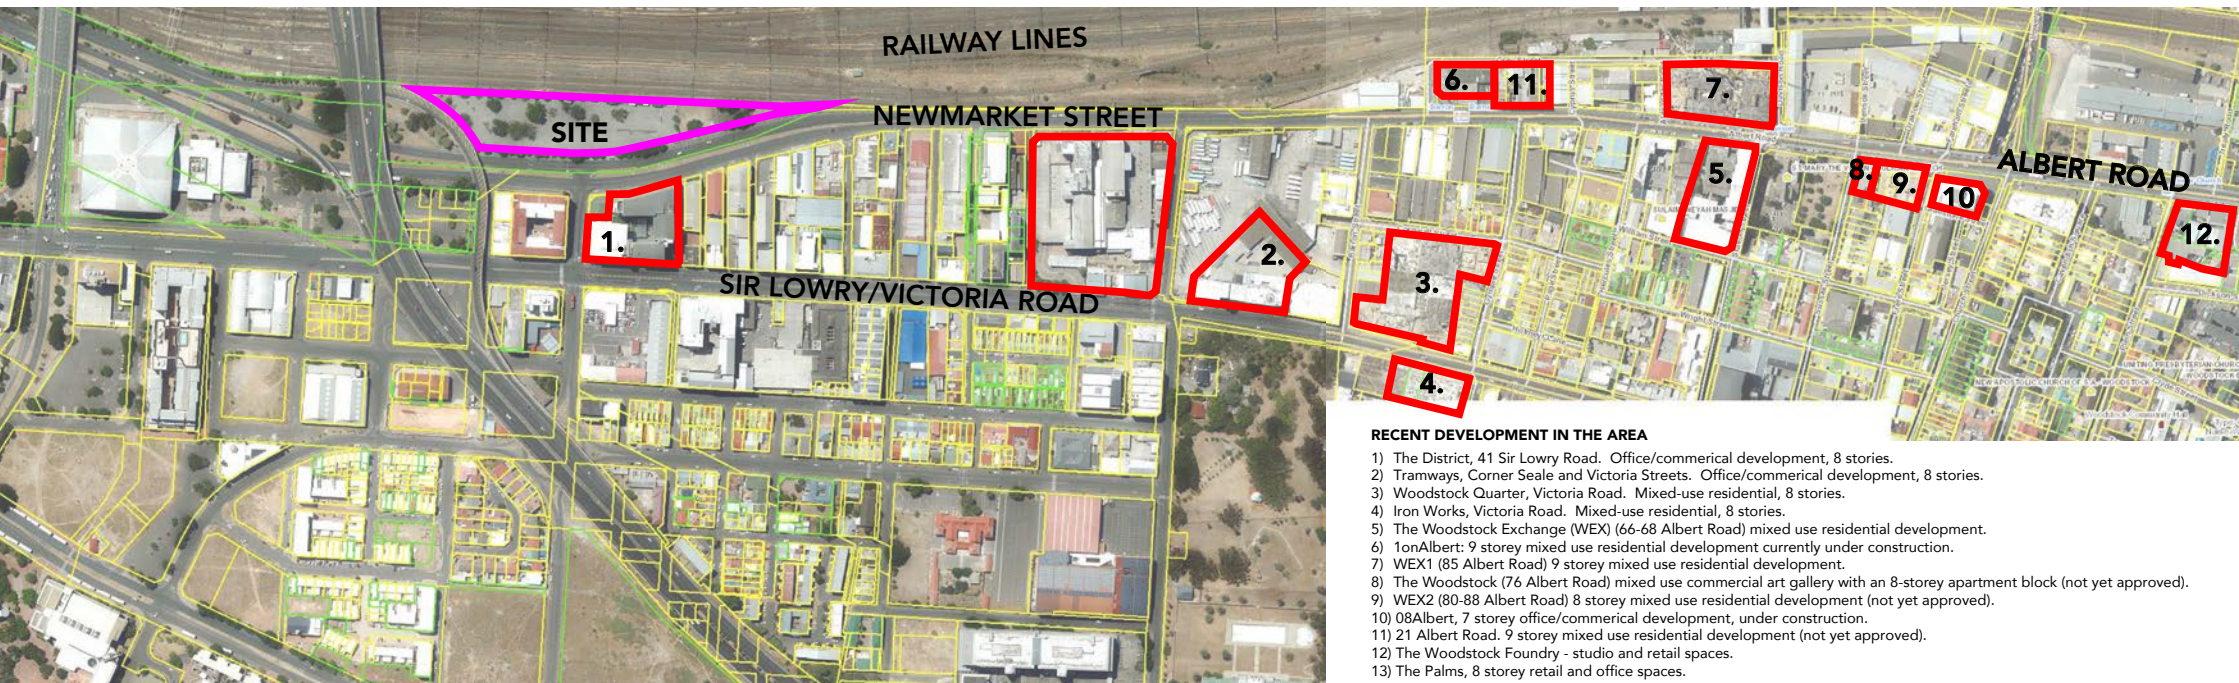 RAILWAY LINES
NEWMARKET STREET
SITE
ALBERT ROAD
SIR LOWRY/VICTORIA ROAD
6.
11.
7.
5.
8.
9.
10
12.
1.
2.
3.
4.
Albert Road
RECENT DEVELOPMENT IN THE AREA
1) The District, 41 Sir Lowry Road. Office/commerical development, 8 stories.
2) Tramways, Corner Seale and Victoria Streets. Office/commerical development, 8 stories.
3) Woodstock Quarter, Victoria Road. Mixed-use residential, 8 stories.
4) Iron Works, Victoria Road. Mixed-use residential, 8 stories.
5) The Woodstock Exchange (WEX) (66-68 Albert Road) mixed use residential development.
6) 1onAlbert: 9 storey mixed use residential development currently under construction.
7) WEX1 (85 Albert Road) 9 storey mixed use residential development.
8) The Woodstock (76 Albert Road) mixed use commercial art gallery with an 8-storey apartment block (not yet approved).
9) WEX2 (80-88 Albert Road) 8 storey mixed use residential development (not yet approved).
10) 08Albert, 7 storey office/commerical development, under construction.
11) 21 Albert Road. 9 storey mixed use residential development (not yet approved).
12) The Woodstock Foundry - studio and retail spaces.
13) The Palms, 8 storey retail and office spaces.